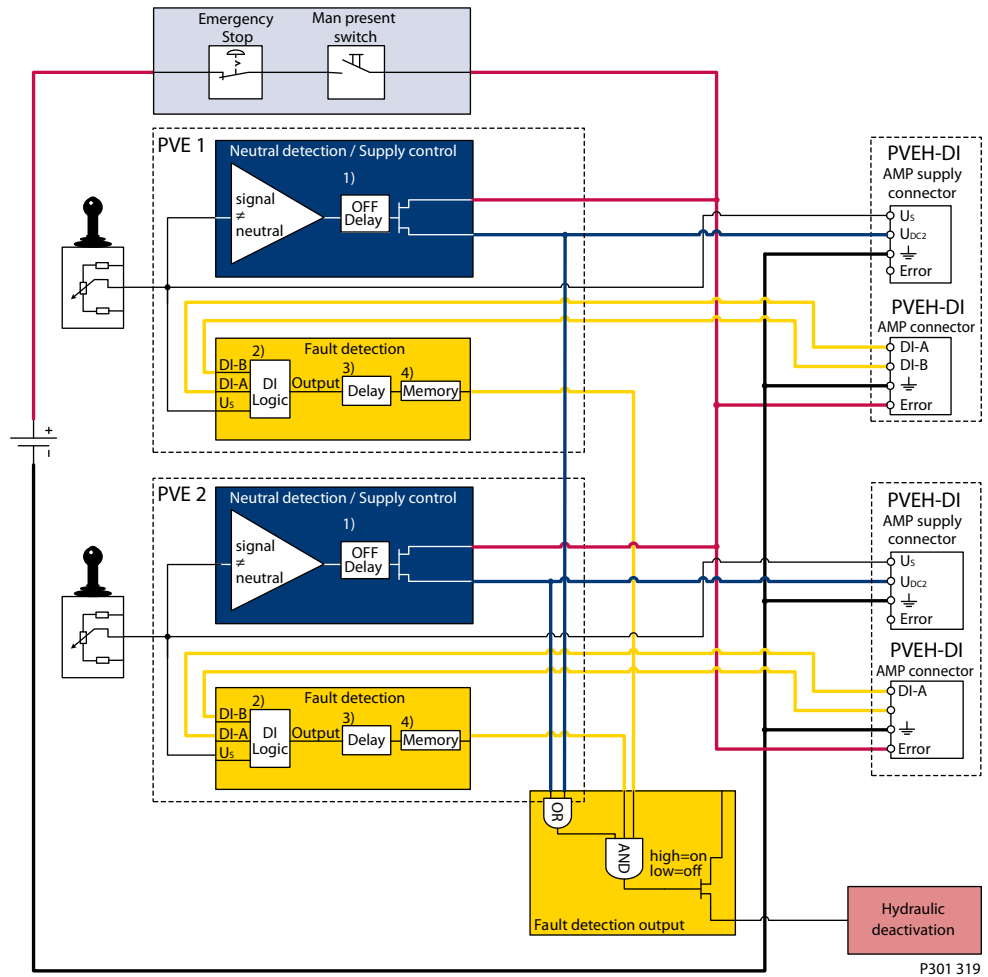 Emergency
Stop
Man present
switch
PVE 1
Neutral detection / Supply control
signal
≠
neutral
1)
OFF
Delay
Fault detection
DI-B
DI-A
Us
2)
DI
Logic
Output
3)
Delay
4)
Memory
PVEH-DI
AMP supply
connector
Us
UDC2
Error
PVEH-DI
AMP connector
DI-A
DI-B
Error
+
-
PVE 2
Neutral detection / Supply control
signal
≠
neutral
1)
OFF
Delay
Fault detection
DI-B
DI-A
Us
2)
DI
Logic
Output
3)
Delay
4)
Memory
PVEH-DI
AMP supply
connector
Us
UDC2
Error
PVEH-DI
AMP connector
DI-A
Error
OR
AND
high=on
low=off
Fault detection output
Hydraulic
deactivation
P301 319